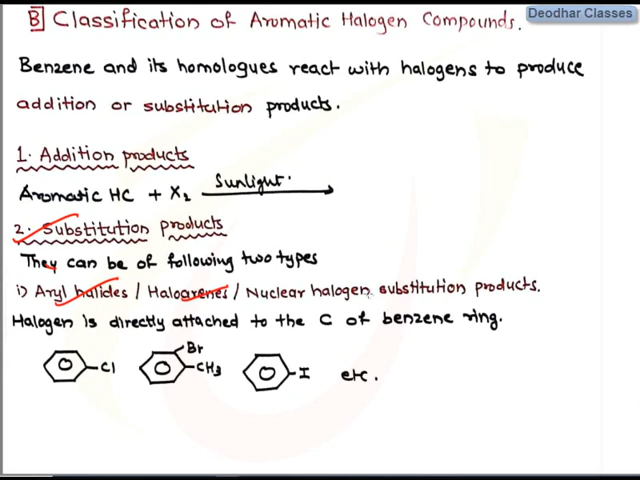 Deodhar Classes
B] Classification of Aromatic Halogen Compounds.
Benzene and its homologues react with halogens to produce
addition or substitution products.
1. Addition products
Aromatic HC + X₂ Sunlight.
2. Substitution products
They can be of following two types
i) Aryl halides / Haloarenes / Nuclear halogen substitution products.
Halogen is directly attached to the C of benzene ring.
Cl Br CH₃ I etc.